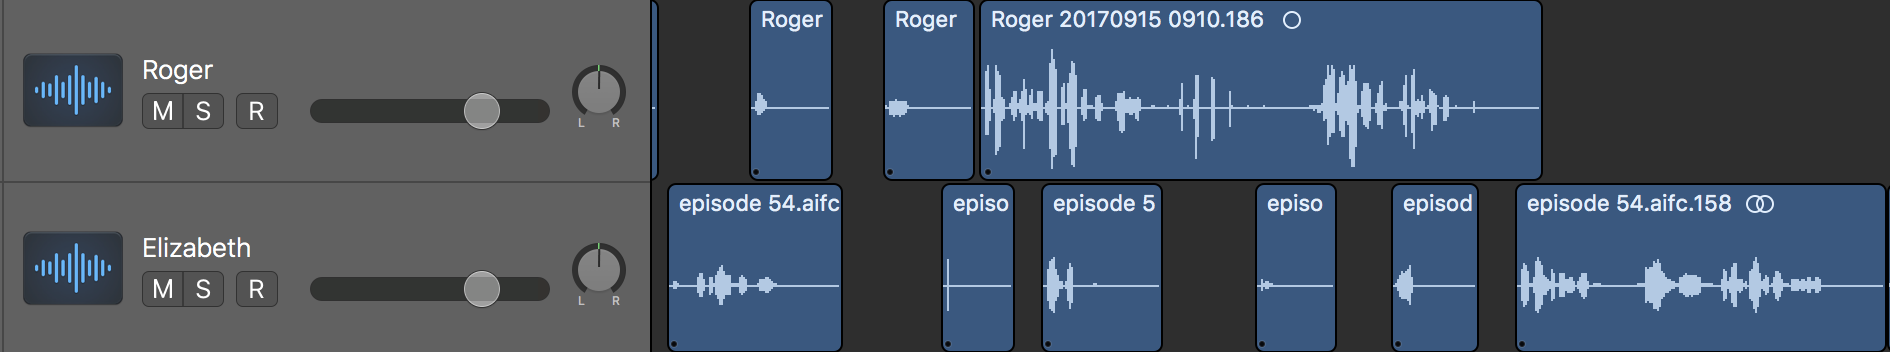 Roger
M S R
L R
Roger
Roger
Roger 20170915 0910.186
Elizabeth
M S R
L R
episode 54.aifc
episo
episode 5
episo
episod
episode 54.aifc.158